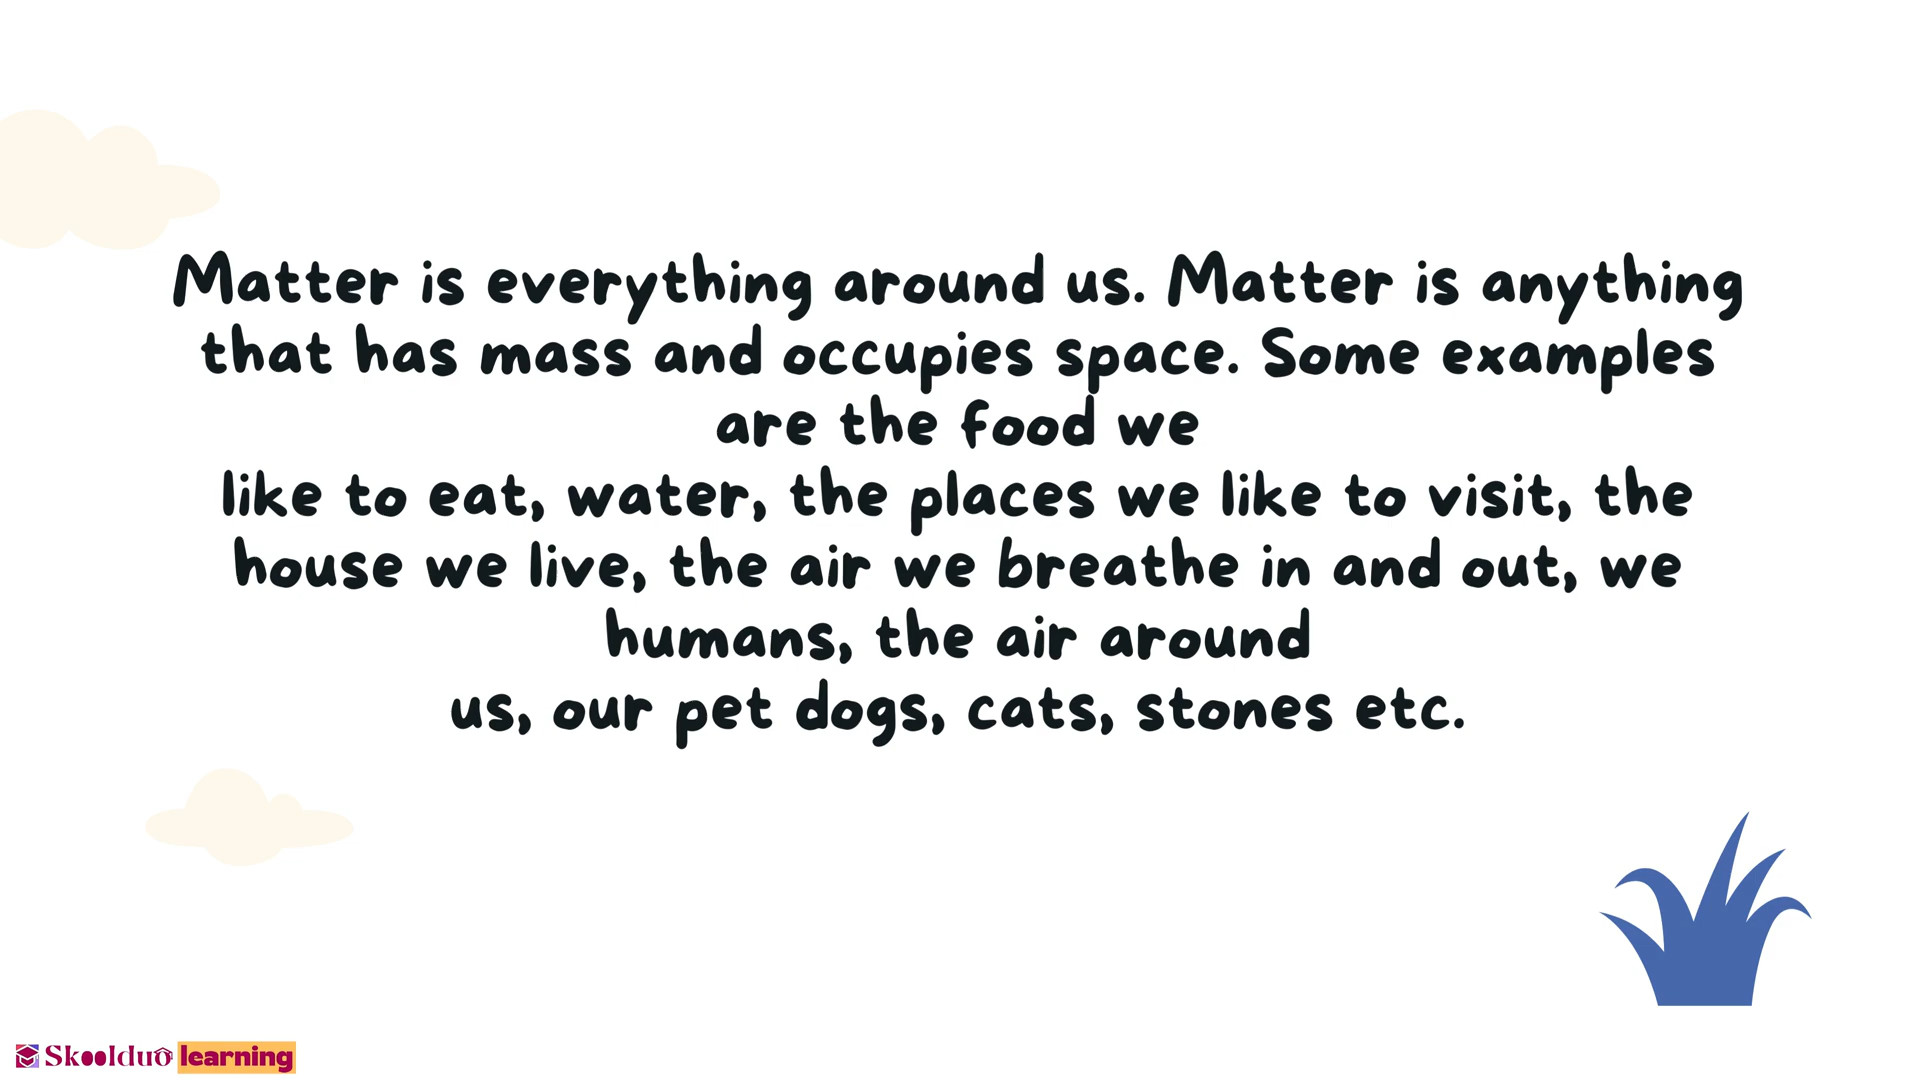 Matter is everything around us. Matter is anything
that has mass and occupies space. Some examples
are the food we
like to eat, water, the places we like to visit, the
house we live, the air we breathe in and out, we
humans, the air around
us, our pet dogs, cats, stones etc.
Skoolduo learning